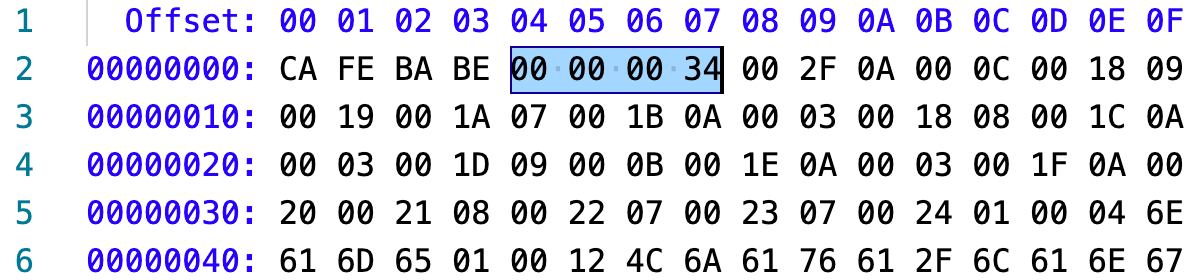 1 Offset: 00 01 02 03 04 05 06 07 08 09 0A 0B 0C 0D 0E 0F
2 00000000: CA FE BA BE 00 00 00 34 00 2F 0A 00 0C 00 18 09
3 00000010: 00 19 00 1A 07 00 1B 0A 00 03 00 18 08 00 1C 0A
4 00000020: 00 03 00 1D 09 00 0B 00 1E 0A 00 03 00 1F 0A 00
5 00000030: 20 00 21 08 00 22 07 00 23 07 00 24 01 00 04 6E
6 00000040: 61 6D 65 01 00 12 4C 6A 61 76 61 2F 6C 61 6E 67